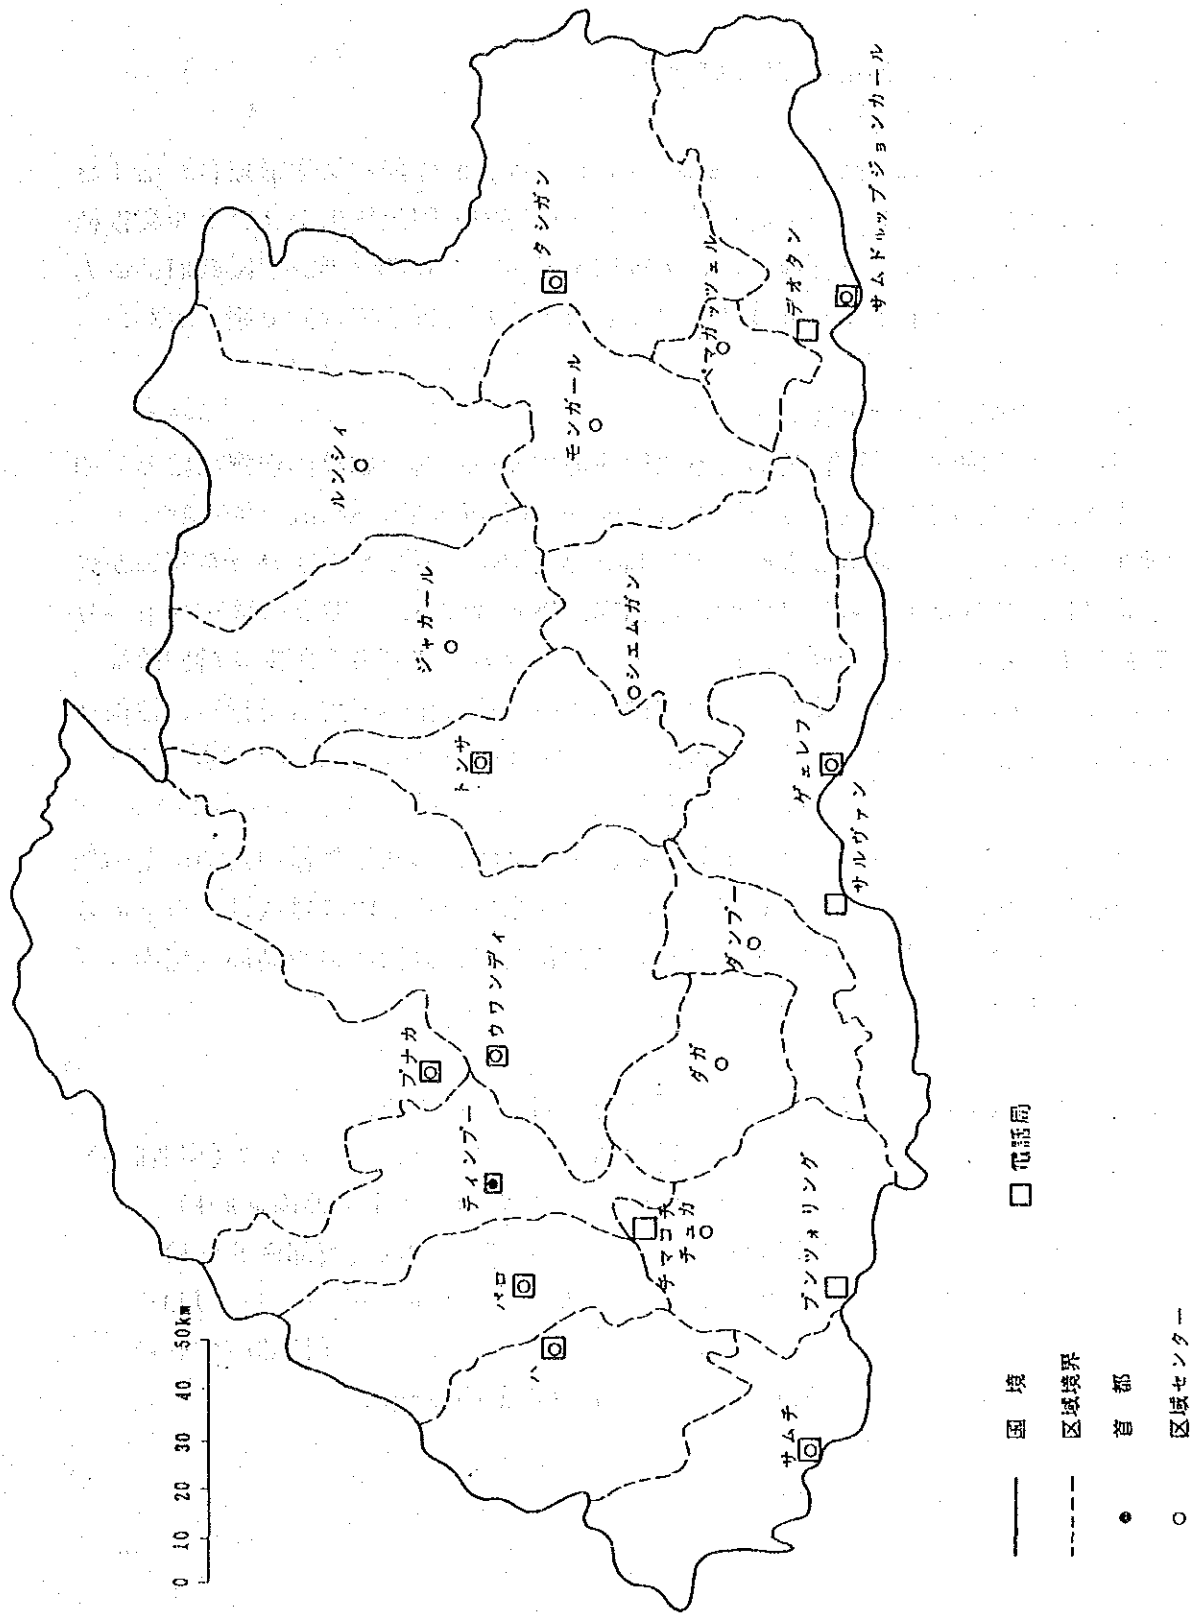 タシガン
サムドルップジョンカール
デオタン
ペマガッツェル
モンガール
ルンシィ
ジャカール
シェムガン
トンサ
ゲェレフ
サルヴァン
ダンプー
ウワンディ
プナカ
ダガ
ティンプー
チマコチ
チュカ
プンツォリング
パロ
ハ
サムチ
0 10 20 30 40 50km
国境
区域境界
首都
区域センター
電話局